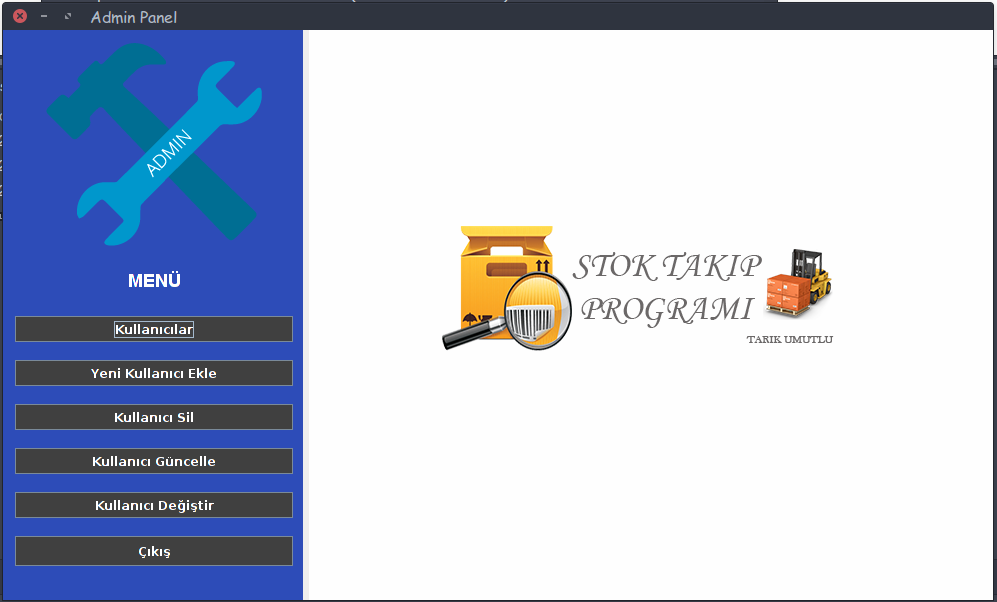 Admin Panel
ADMIN
MENÜ
Kullanıcılar
Yeni Kullanıcı Ekle
Kullanıcı Sil
Kullanıcı Güncelle
Kullanıcı Değiştir
Çıkış
STOK TAKIP
PROGRAMI
TARIK UMUTLU